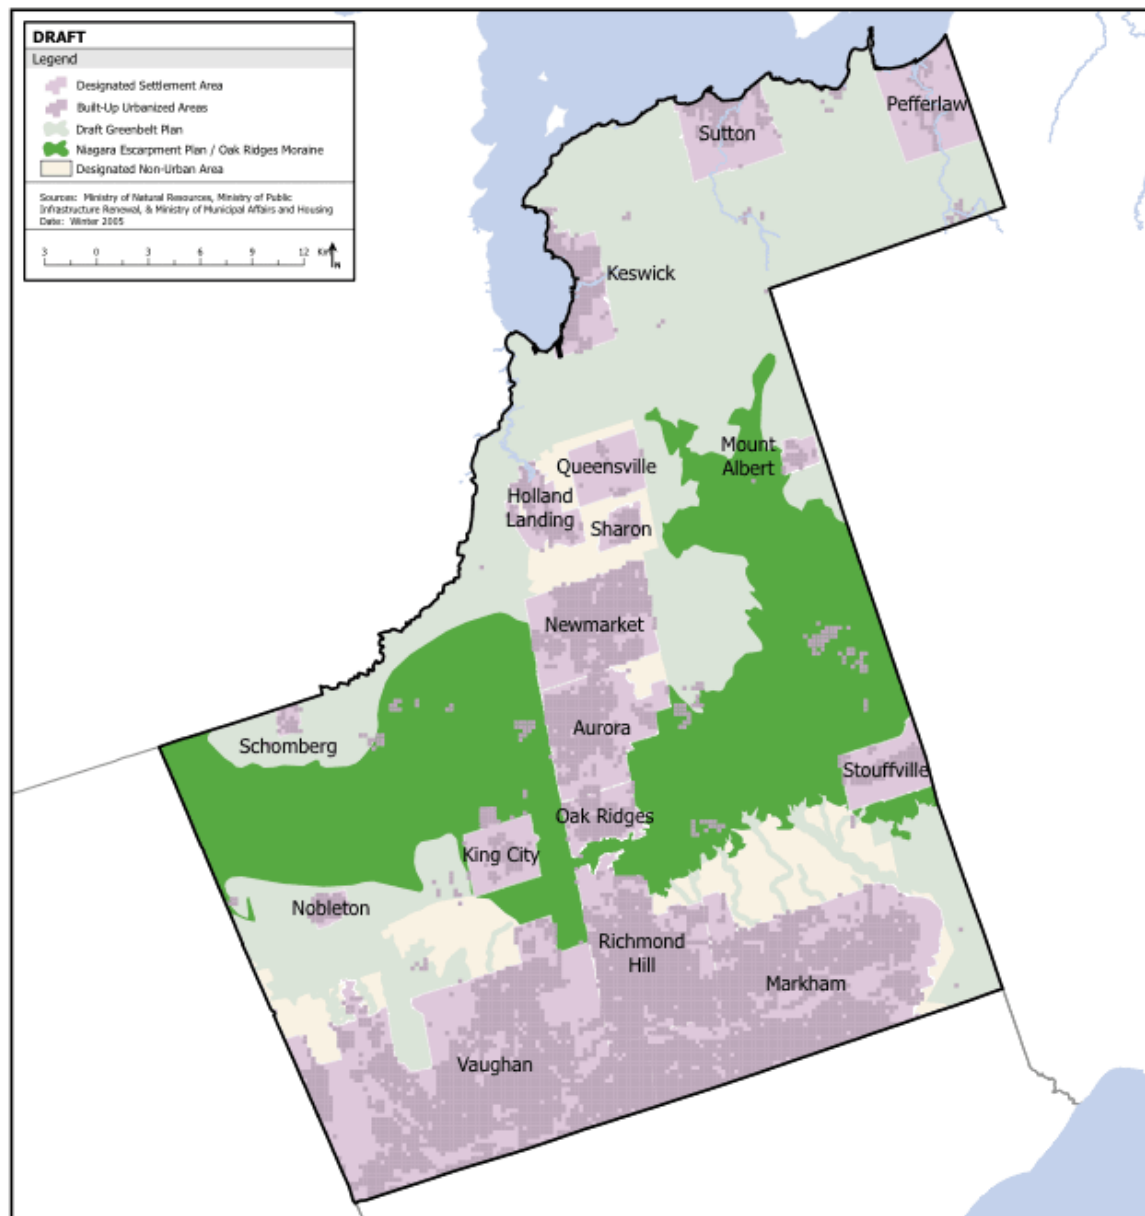 DRAFT
Legend
Designated Settlement Area
Built-Up Urbanized Areas
Draft Greenbelt Plan
Niagara Escarpment Plan / Oak Ridges Moraine
Designated Non-Urban Area
Sources: Ministry of Natural Resources, Ministry of Public
Infrastructure Renewal, & Ministry of Municipal Affairs and Housing
Date: Winter 2005
3 0 3 6 9 12 Km
N
Pefferlaw
Sutton
Keswick
Mount
Albert
Queensville
Holland
Landing
Sharon
Newmarket
Aurora
Schomberg
Stouffville
Oak Ridges
King City
Nobleton
Richmond
Hill
Markham
Vaughan